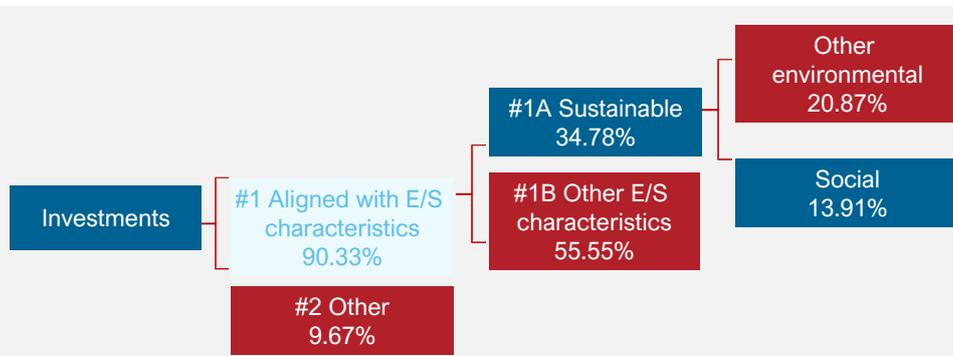 Investments
#1 Aligned with E/S
characteristics
90.33%
#2 Other
9.67%
#1A Sustainable
34.78%
#1B Other E/S
characteristics
55.55%
Other
environmental
20.87%
Social
13.91%